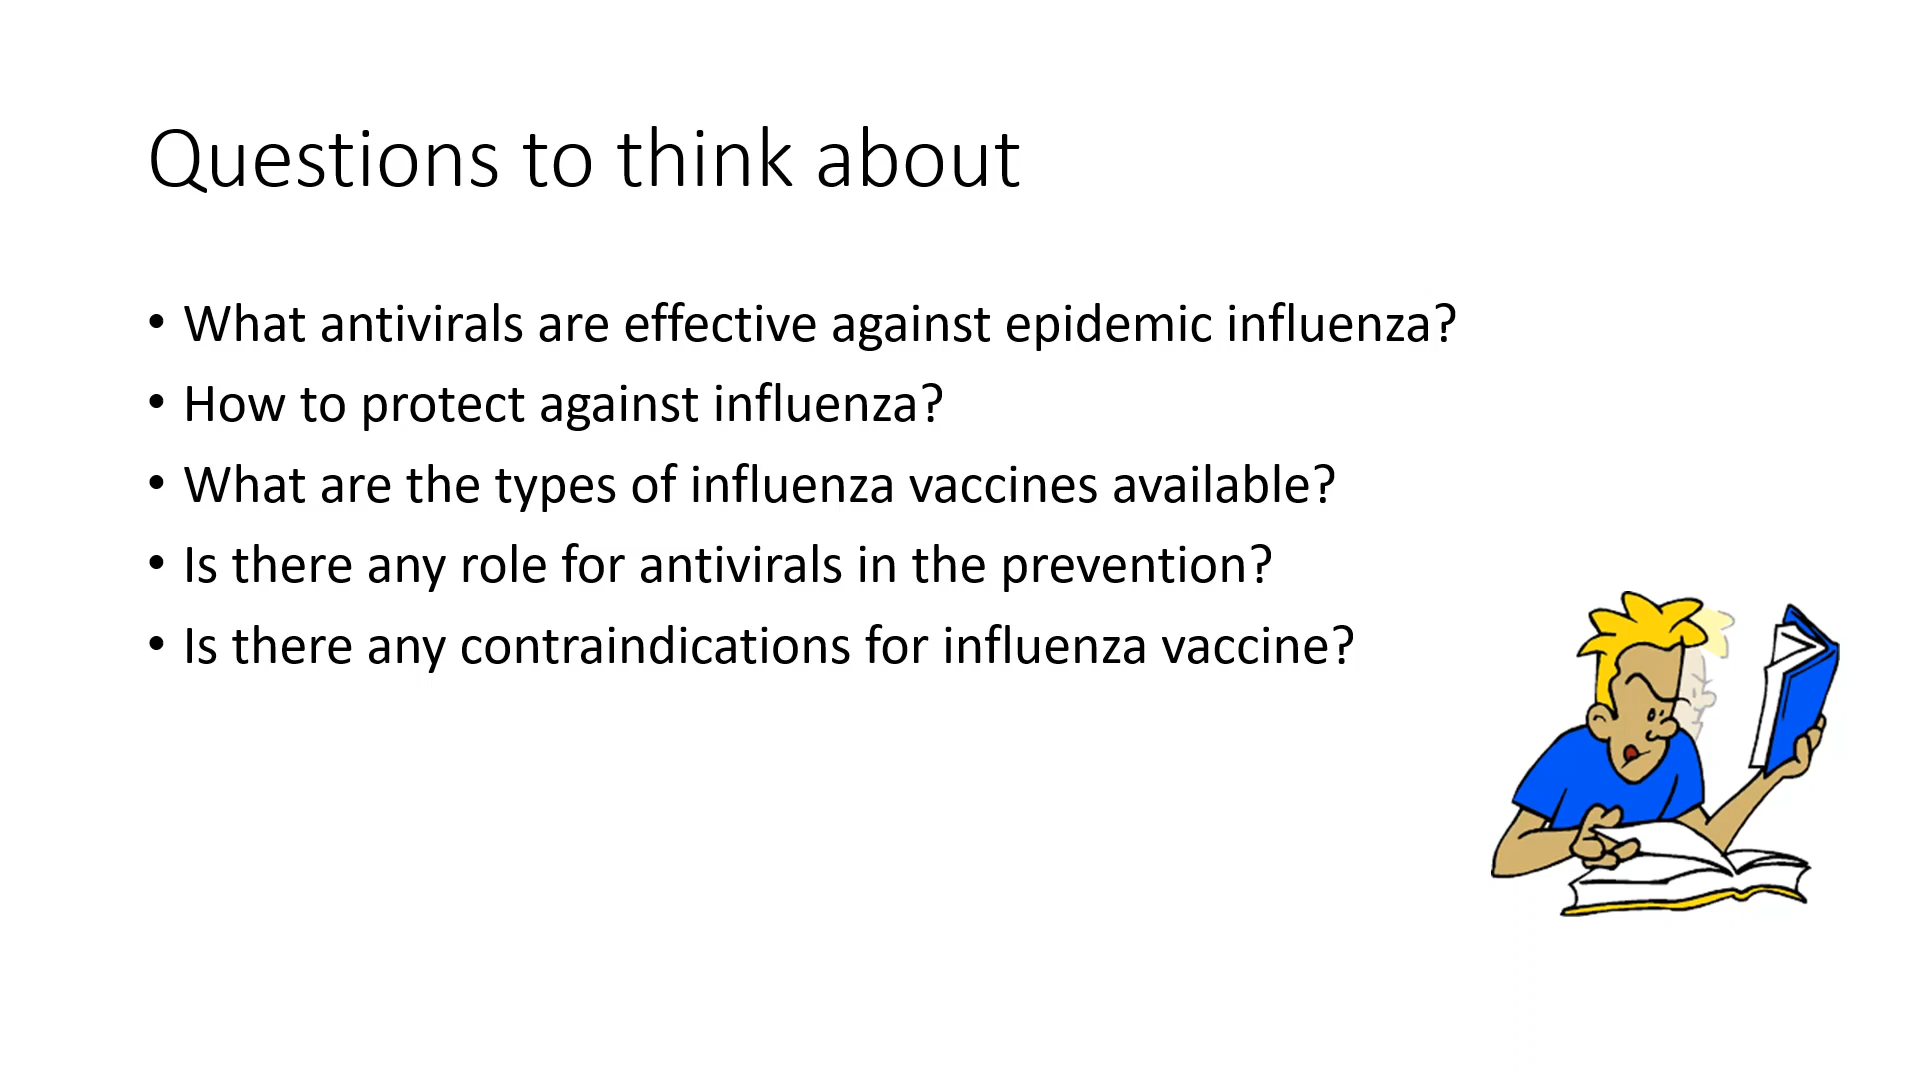 Questions to think about
• What antivirals are effective against epidemic influenza?
• How to protect against influenza?
• What are the types of influenza vaccines available?
• Is there any role for antivirals in the prevention?
• Is there any contraindications for influenza vaccine?